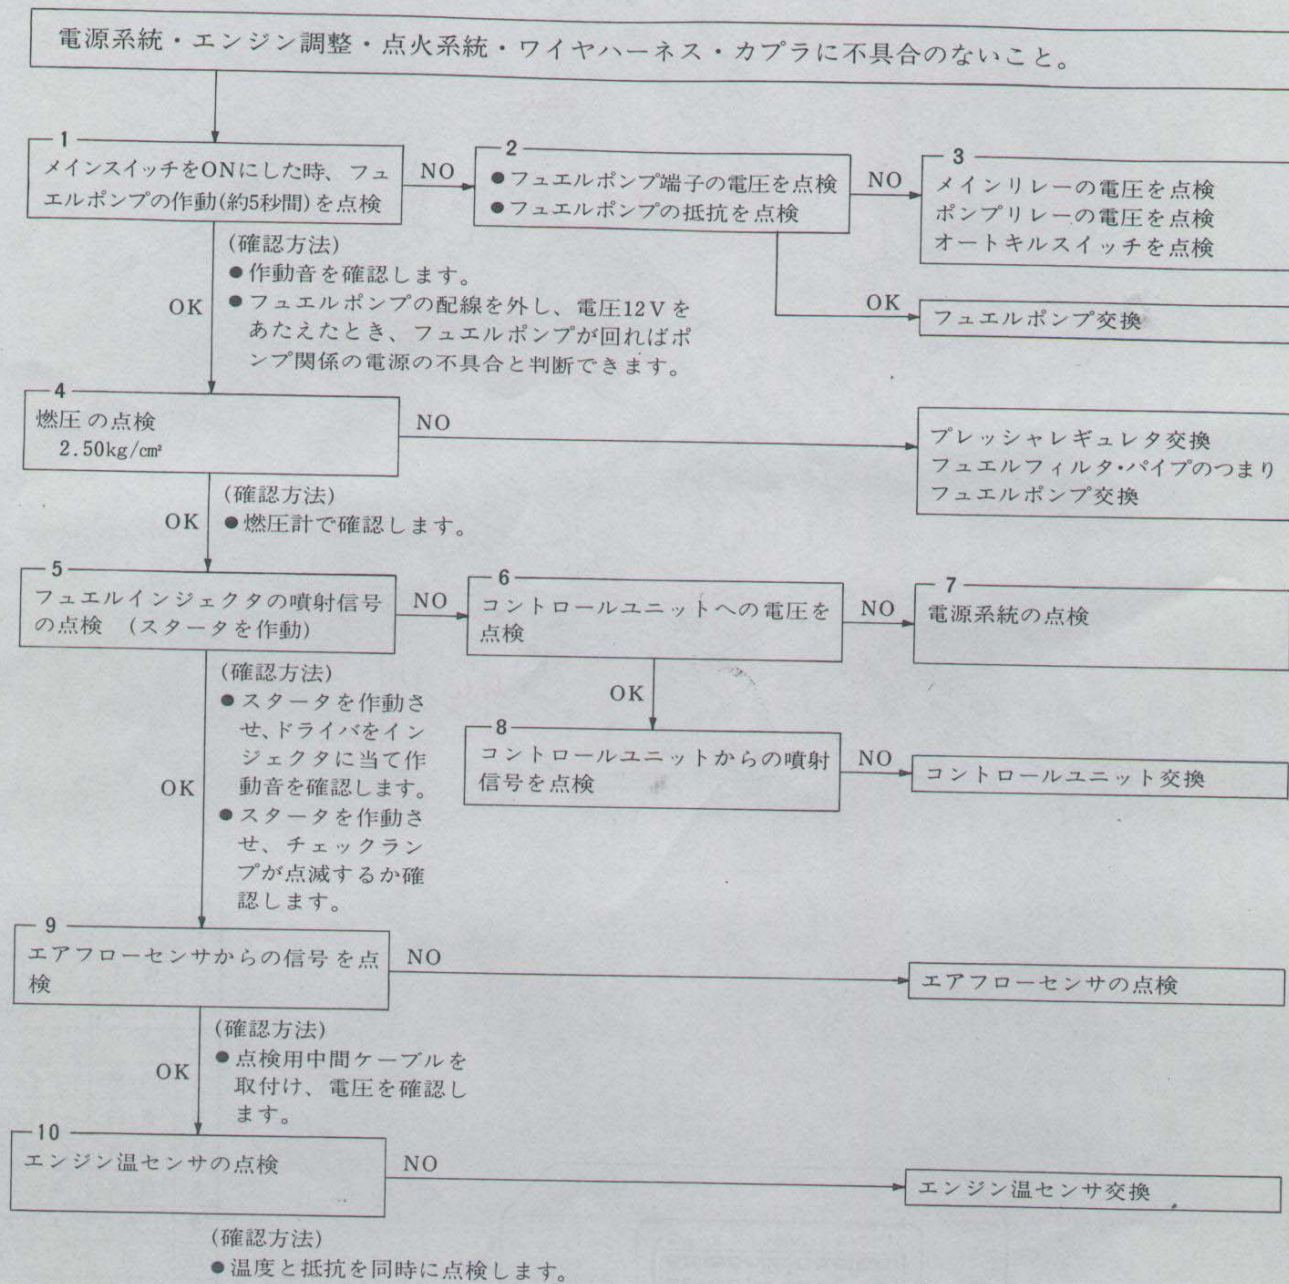 電源系統・エンジン調整・点火系統・ワイヤハーネス・カプラに不具合のないこと。
1
メインスイッチをONにした時、フュ
エルポンプの作動(約5秒間)を点検
NO
2
●フュエルポンプ端子の電圧を点検
●フュエルポンプの抵抗を点検
NO
3
メインリレーの電圧を点検
ポンプリレーの電圧を点検
オートキルスイッチを点検
OK
(確認方法)
●作動音を確認します。
●フュエルポンプの配線を外し、電圧12Vを
あたえたとき、フュエルポンプが回ればポ
ンプ関係の電源の不具合と判断できます。
OK
フュエルポンプ交換
4
燃圧の点検
2.50kg/cm²
NO
プレッシャレギュレタ交換
フュエルフィルタ・パイプのつまり
フュエルポンプ交換
OK
(確認方法)
●燃圧計で確認します。
5
フュエルインジェクタの噴射信号
の点検 (スタータを作動)
NO
6
コントロールユニットへの電圧を
点検
NO
7
電源系統の点検
OK
(確認方法)
●スタータを作動さ
せ、ドライバをイン
ジェクタに当て作
動音を確認します。
●スタータを作動さ
せ、チェックラン
プが点滅するか確
認します。
OK
8
コントロールユニットからの噴射
信号を点検
NO
コントロールユニット交換
9
エアフローセンサからの信号を点
検
NO
エアフローセンサの点検
OK
(確認方法)
●点検用中間ケーブルを
取付け、電圧を確認し
ます。
10
エンジン温センサの点検
NO
エンジン温センサ交換
(確認方法)
●温度と抵抗を同時に点検します。